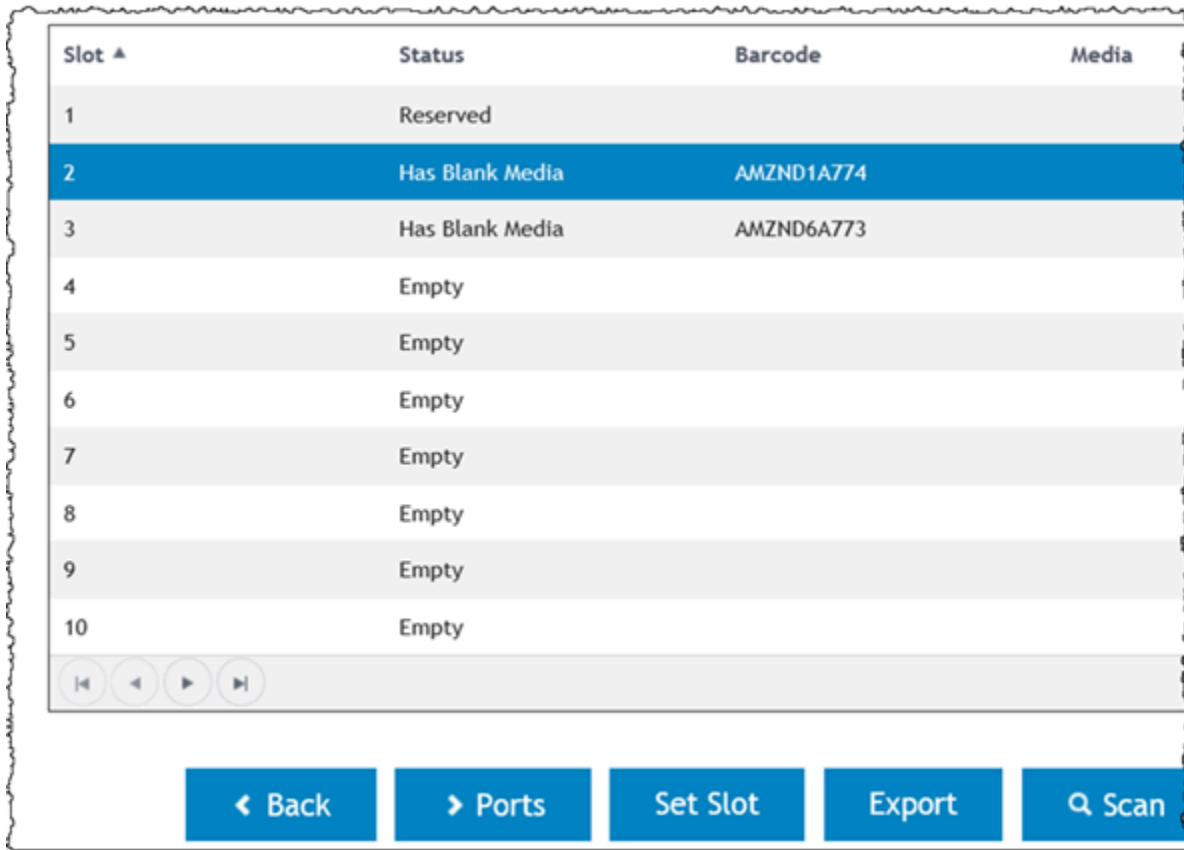 Slot ▲ Status Barcode Media
1 Reserved
2 Has Blank Media AMZND1A774
3 Has Blank Media AMZND6A773
4 Empty
5 Empty
6 Empty
7 Empty
8 Empty
9 Empty
10 Empty
Back Ports Set Slot Export Scan